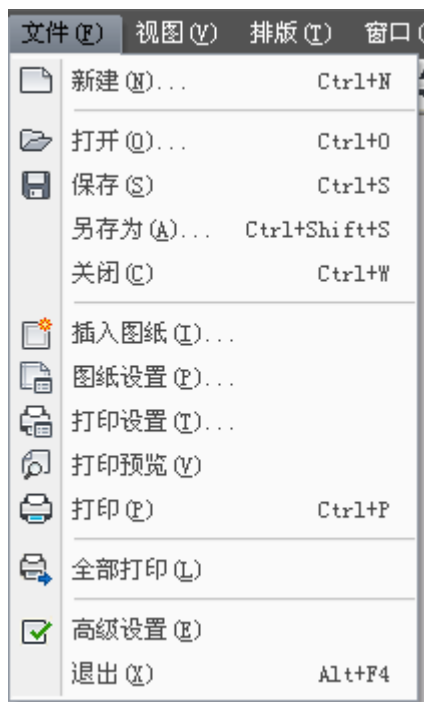 文件(F) 视图(V) 排版(T) 窗口(
新建(N)... Ctrl+N
打开(O)... Ctrl+O
保存(S) Ctrl+S
另存为(A)... Ctrl+Shift+S
关闭(C) Ctrl+W
插入图纸(I)...
图纸设置(P)...
打印设置(T)...
打印预览(V)
打印(P) Ctrl+P
全部打印(L)
高级设置(E)
退出(X) Alt+F4